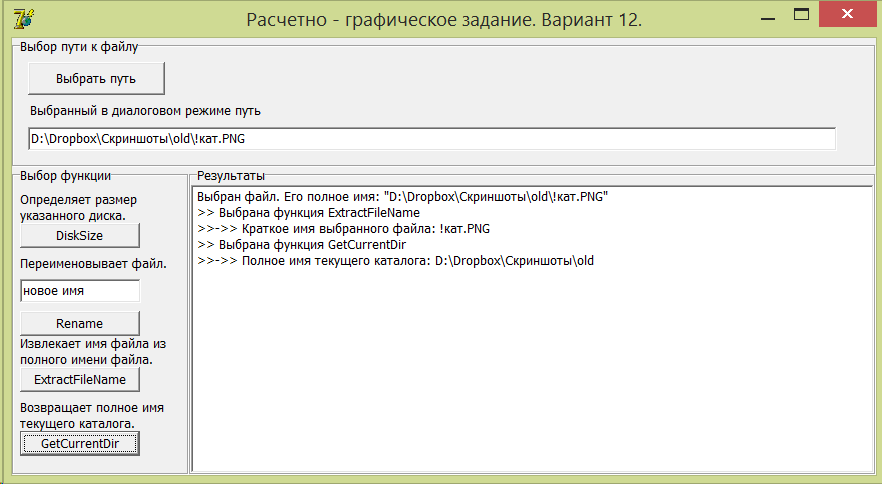 Расчетно - графическое задание. Вариант 12.
Выбор пути к файлу
Выбрать путь
Выбранный в диалоговом режиме путь
D:\Dropbox\Скриншоты\old\!кат.PNG
Выбор функции
Определяет размер
указанного диска.
DiskSize
Переименовывает файл.
новое имя
Rename
Извлекает имя файла из
полного имени файла.
ExtractFileName
Возвращает полное имя
текущего каталога.
GetCurrentDir
Результаты
Выбран файл. Его полное имя: "D:\Dropbox\Скриншоты\old\!кат.PNG"
>> Выбрана функция ExtractFileName
>>->> Краткое имя выбранного файла: !кат.PNG
>> Выбрана функция GetCurrentDir
>>->> Полное имя текущего каталога: D:\Dropbox\Скриншоты\old